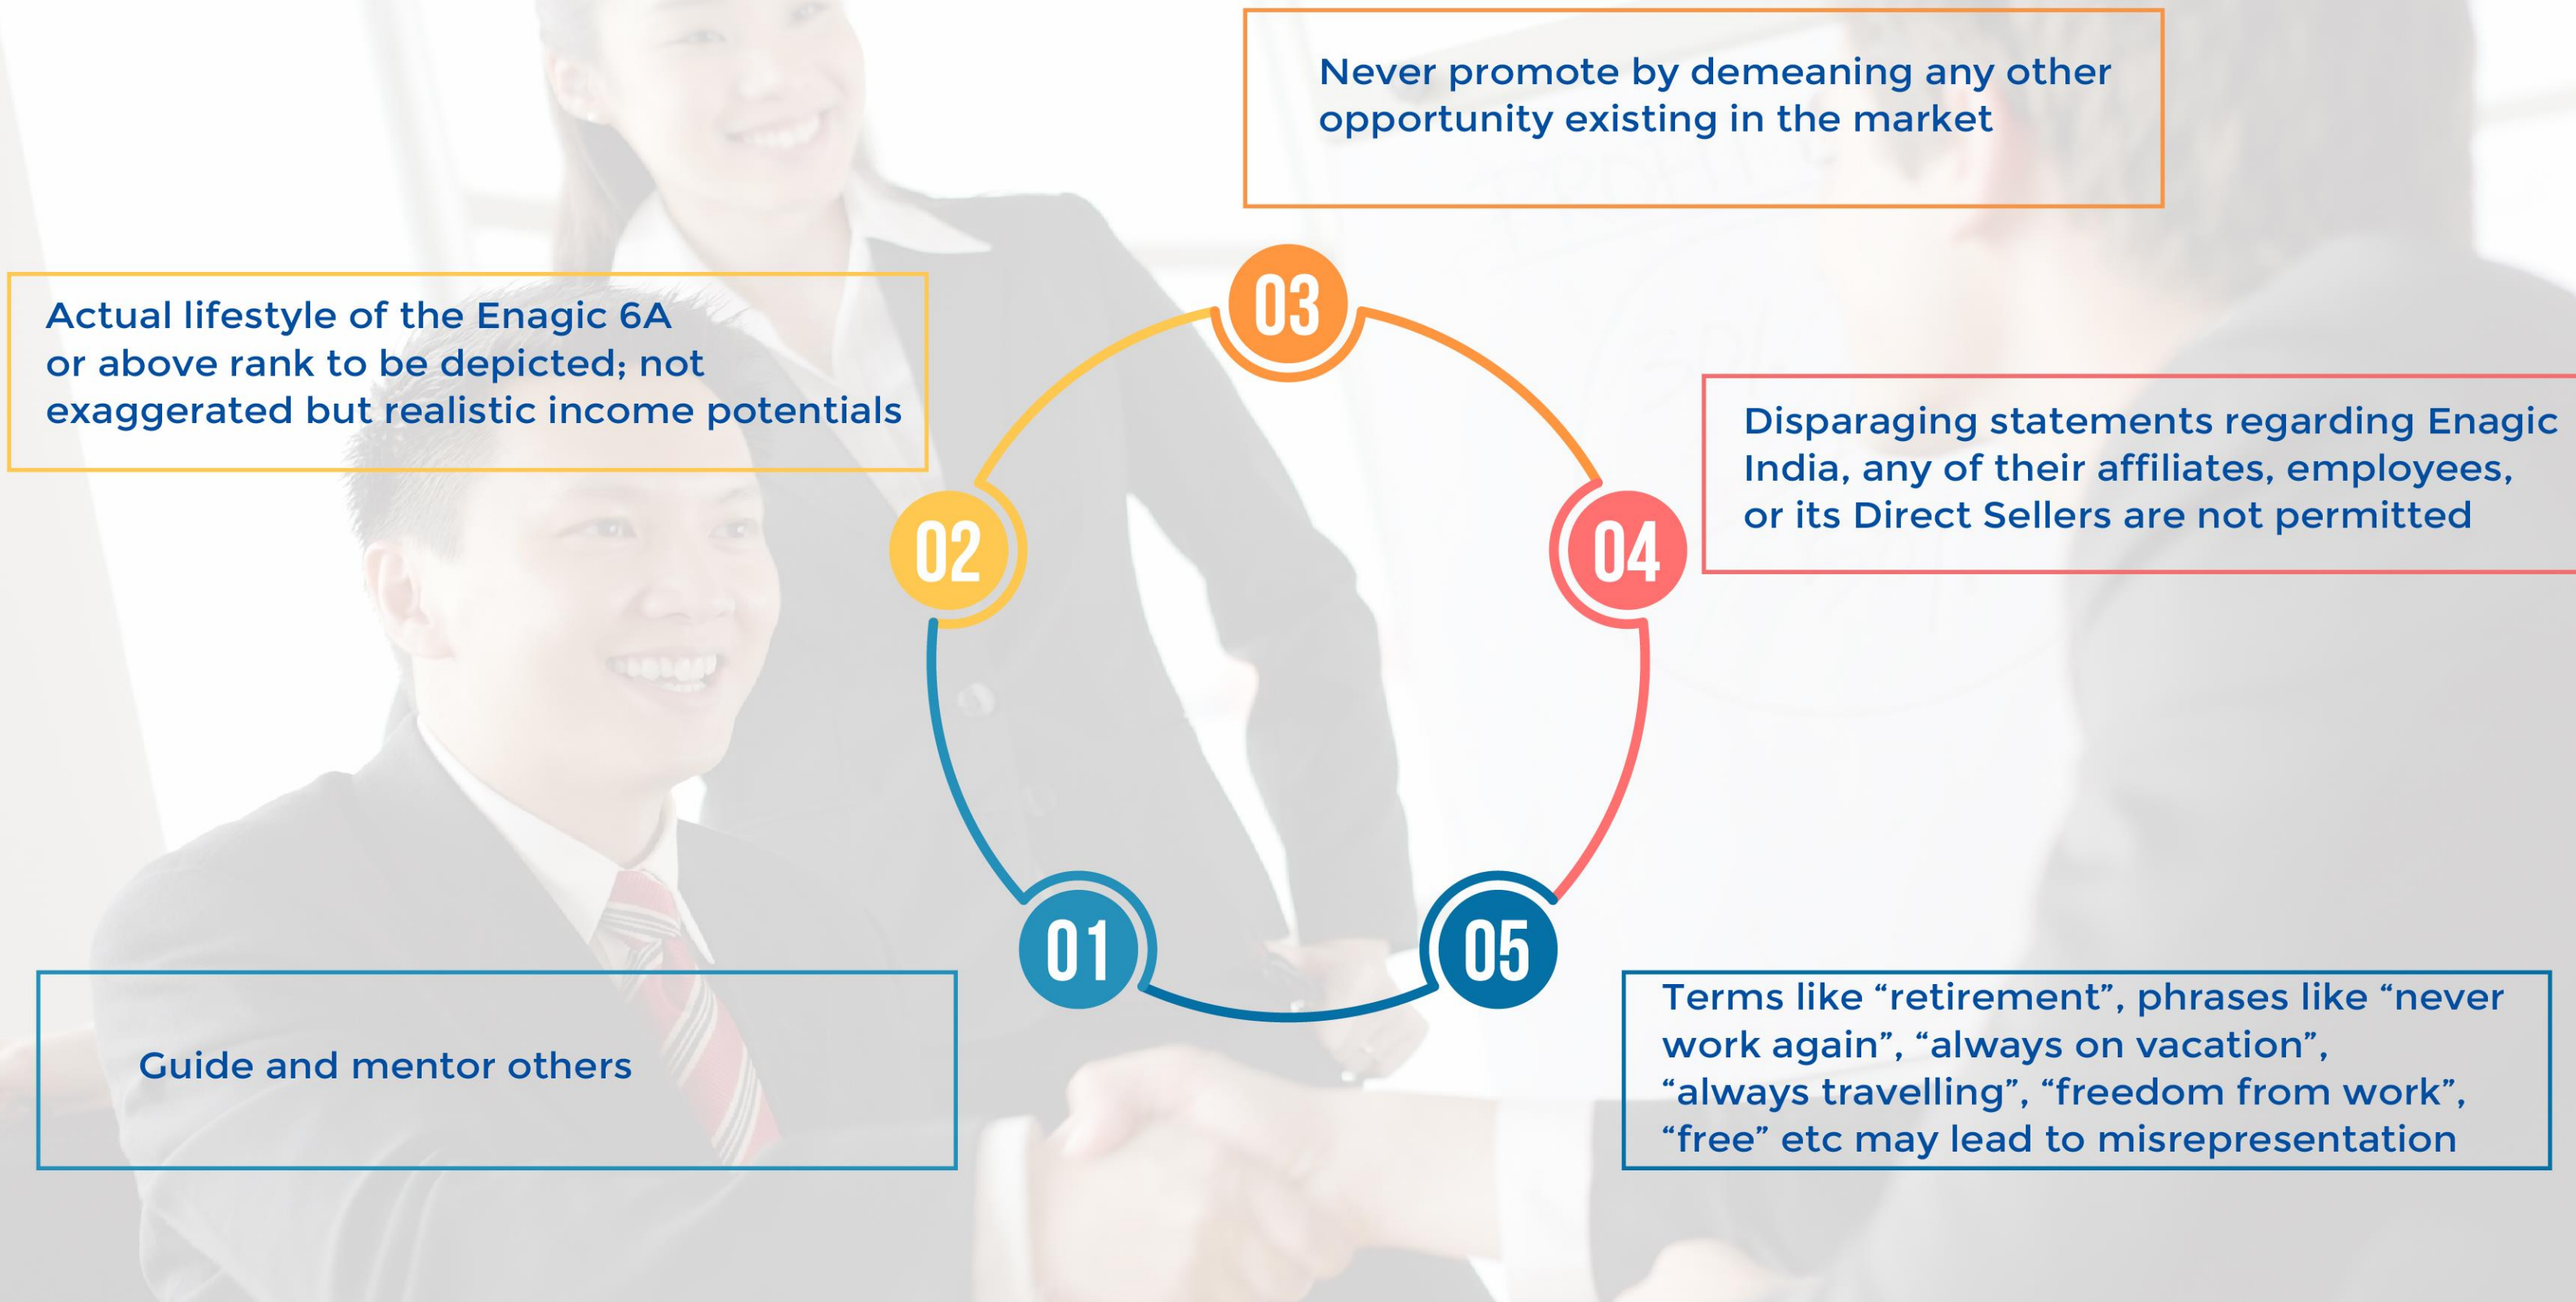 01
Guide and mentor others
02
Actual lifestyle of the Enagic 6A
or above rank to be depicted; not
exaggerated but realistic income potentials
03
Never promote by demeaning any other
opportunity existing in the market
04
Disparaging statements regarding Enagic
India, any of their affiliates, employees,
or its Direct Sellers are not permitted
05
Terms like “retirement”, phrases like “never
work again”, “always on vacation”,
“always travelling”, “freedom from work”,
“free” etc may lead to misrepresentation